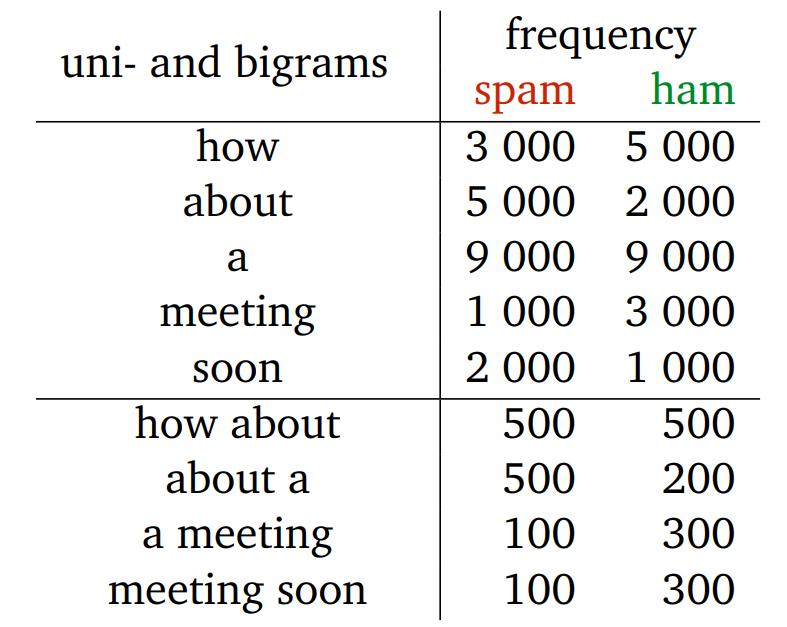 uni- and bigrams frequency
spam ham
how 3 000 5 000
about 5 000 2 000
a 9 000 9 000
meeting 1 000 3 000
soon 2 000 1 000
how about 500 500
about a 500 200
a meeting 100 300
meeting soon 100 300